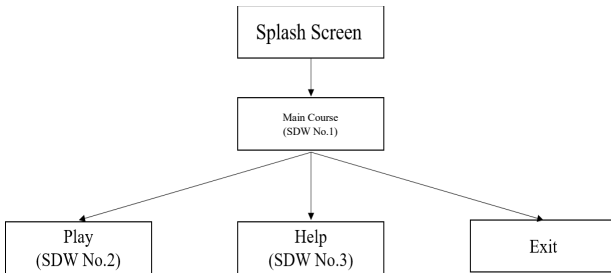 Splash Screen
Main Course
(SDW No.1)
Play
(SDW No.2)
Help
(SDW No.3)
Exit